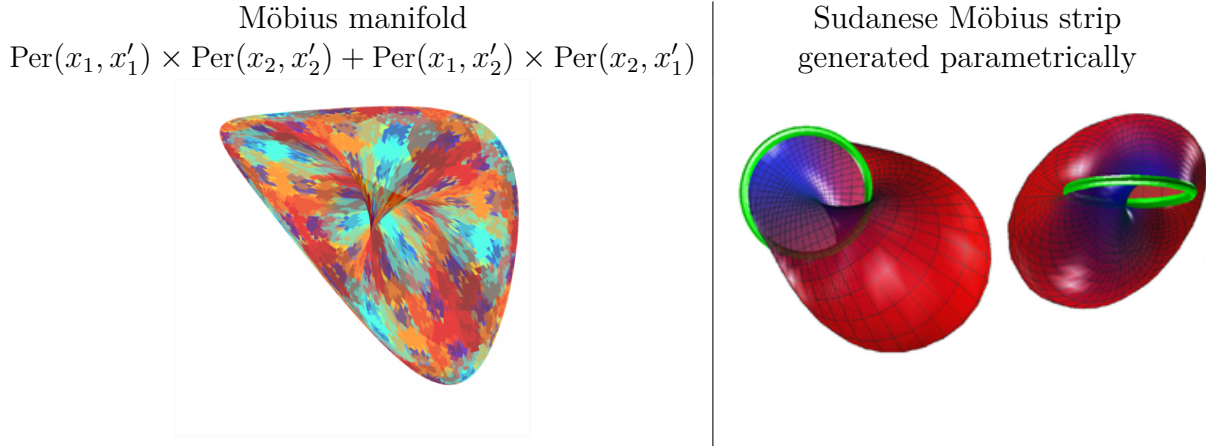 Möbius manifold
Per(x₁, x′₁) × Per(x₂, x′₂) + Per(x₁, x′₂) × Per(x₂, x′₁)
Sudanese Möbius strip
generated parametrically